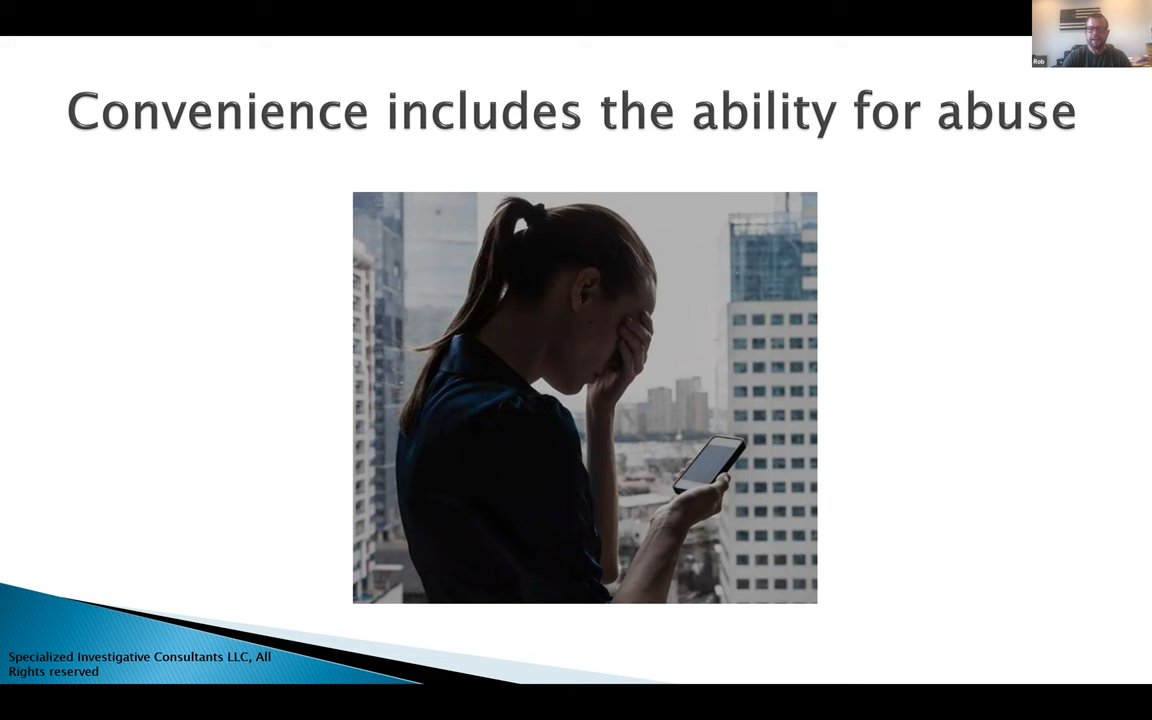 Rob
Convenience includes the ability for abuse
Specialized Investigative Consultants LLC, All
Rights reserved